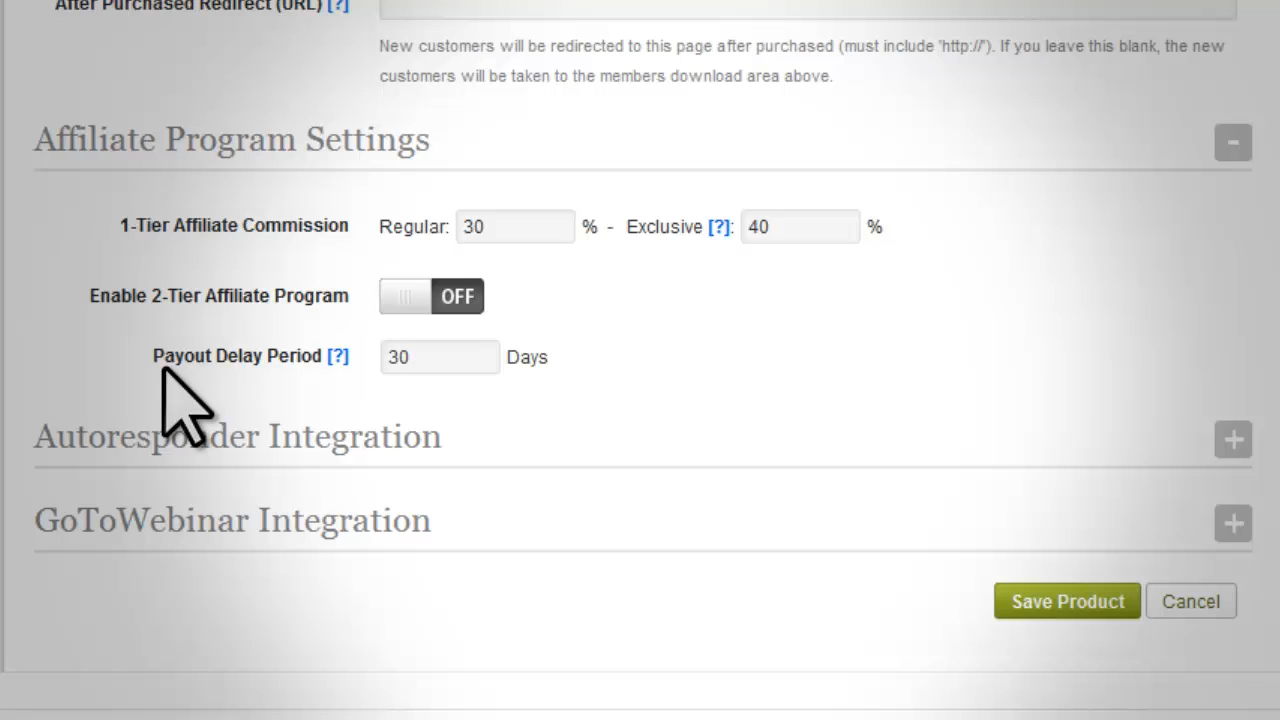 After Purchased Redirect (URL) [?]
New customers will be redirected to this page after purchased (must include 'http://'). If you leave this blank, the new
customers will be taken to the members download area above.
Affiliate Program Settings -
1-Tier Affiliate Commission Regular: 30 % - Exclusive [?]: 40 %
Enable 2-Tier Affiliate Program OFF
Payout Delay Period [?] 30 Days
Autoresponder Integration +
GoToWebinar Integration +
Save Product Cancel